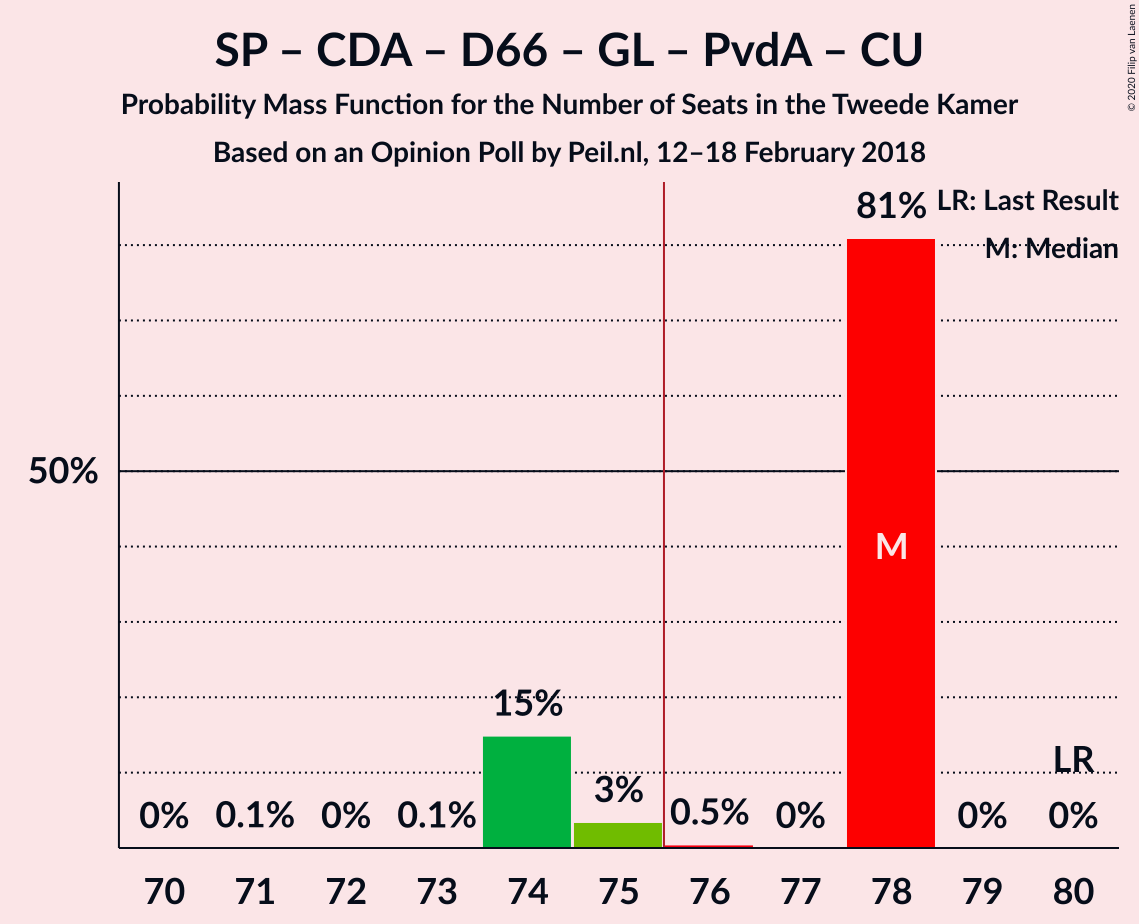 SP – CDA – D66 – GL – PvdA – CU
Probability Mass Function for the Number of Seats in the Tweede Kamer
Based on an Opinion Poll by Peil.nl, 12–18 February 2018
© 2020 Filip van Laenen
LR: Last Result
M: Median
50%
0%
0.1%
0%
0.1%
15%
3%
0.5%
0%
81%
M
0%
LR
0%
70 71 72 73 74 75 76 77 78 79 80